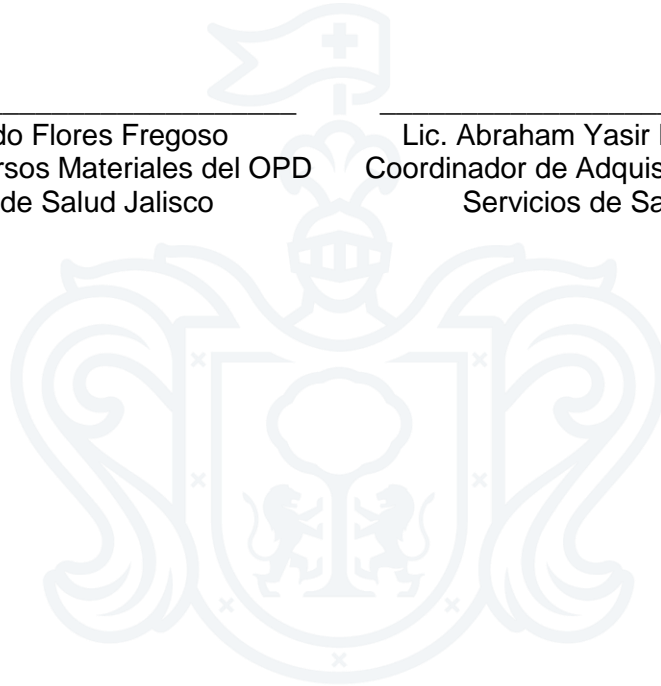 do Flores Fregoso
rsos Materiales del OPD
de Salud Jalisco
Lic. Abraham Yasir
Coordinador de Adquis
Servicios de Sa